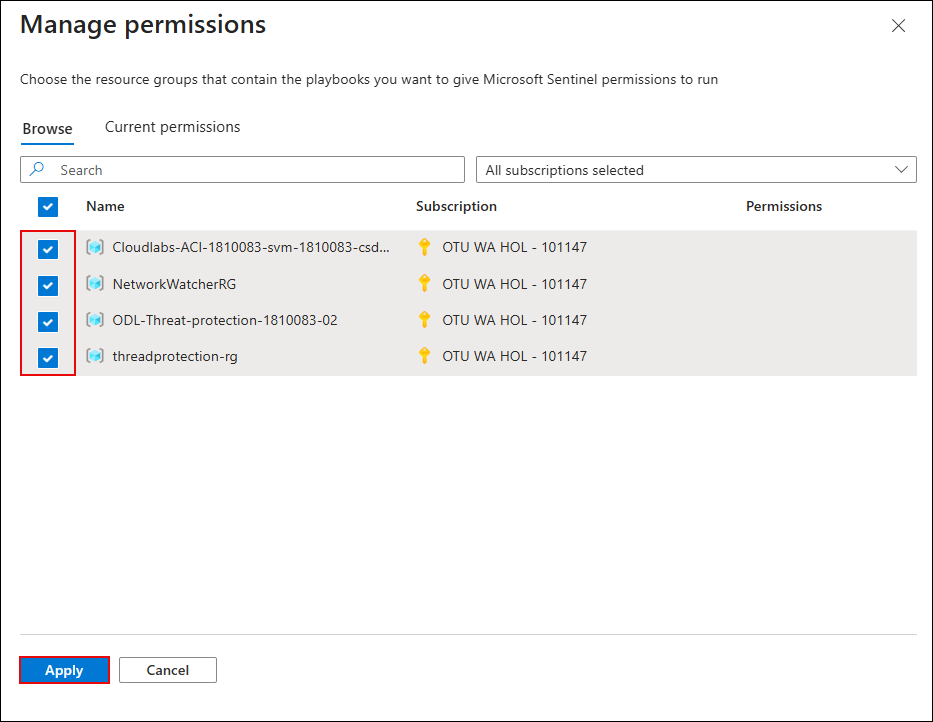 Manage permissions
Choose the resource groups that contain the playbooks you want to give Microsoft Sentinel permissions to run
Browse Current permissions
Search All subscriptions selected
Name Subscription Permissions
Cloudlabs-ACI-1810083-svm-1810083-csd... OTU WA HOL - 101147
NetworkWatcherRG OTU WA HOL - 101147
ODL-Threat-protection-1810083-02 OTU WA HOL - 101147
threadprotection-rg OTU WA HOL - 101147
Apply Cancel